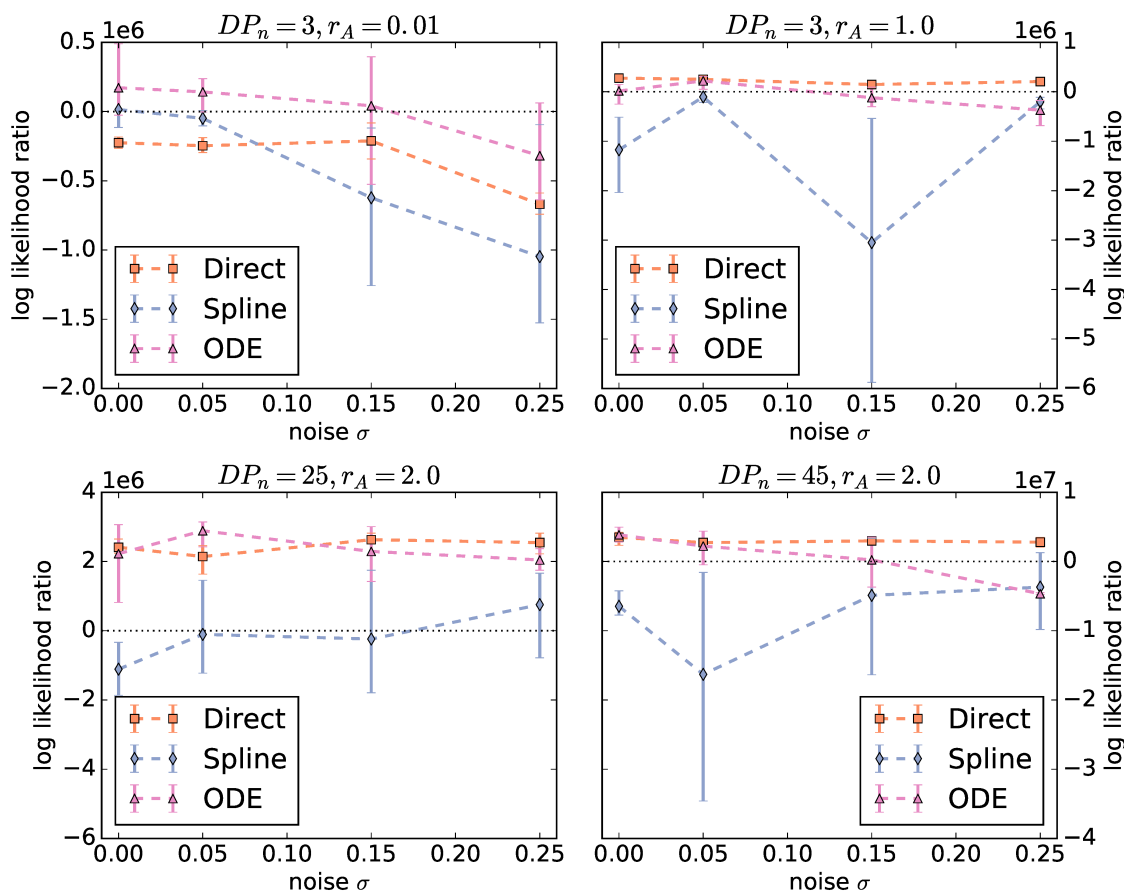 1e6
DPₙ = 3, r_A = 0.01
0.5
0.0
−0.5
−1.0
−1.5
−2.0
log likelihood ratio
Direct
Spline
ODE
0.00 0.05 0.10 0.15 0.20 0.25
noise σ
DPₙ = 3, r_A = 1.0
1e6
1
0
−1
−2
−3
−4
−5
−6
log likelihood ratio
Direct
Spline
ODE
0.00 0.05 0.10 0.15 0.20 0.25
noise σ
1e6
DPₙ = 25, r_A = 2.0
4
2
0
−2
−4
−6
log likelihood ratio
Direct
Spline
ODE
0.00 0.05 0.10 0.15 0.20 0.25
noise σ
DPₙ = 45, r_A = 2.0
1e7
1
0
−1
−2
−3
−4
log likelihood ratio
Direct
Spline
ODE
0.00 0.05 0.10 0.15 0.20 0.25
noise σ